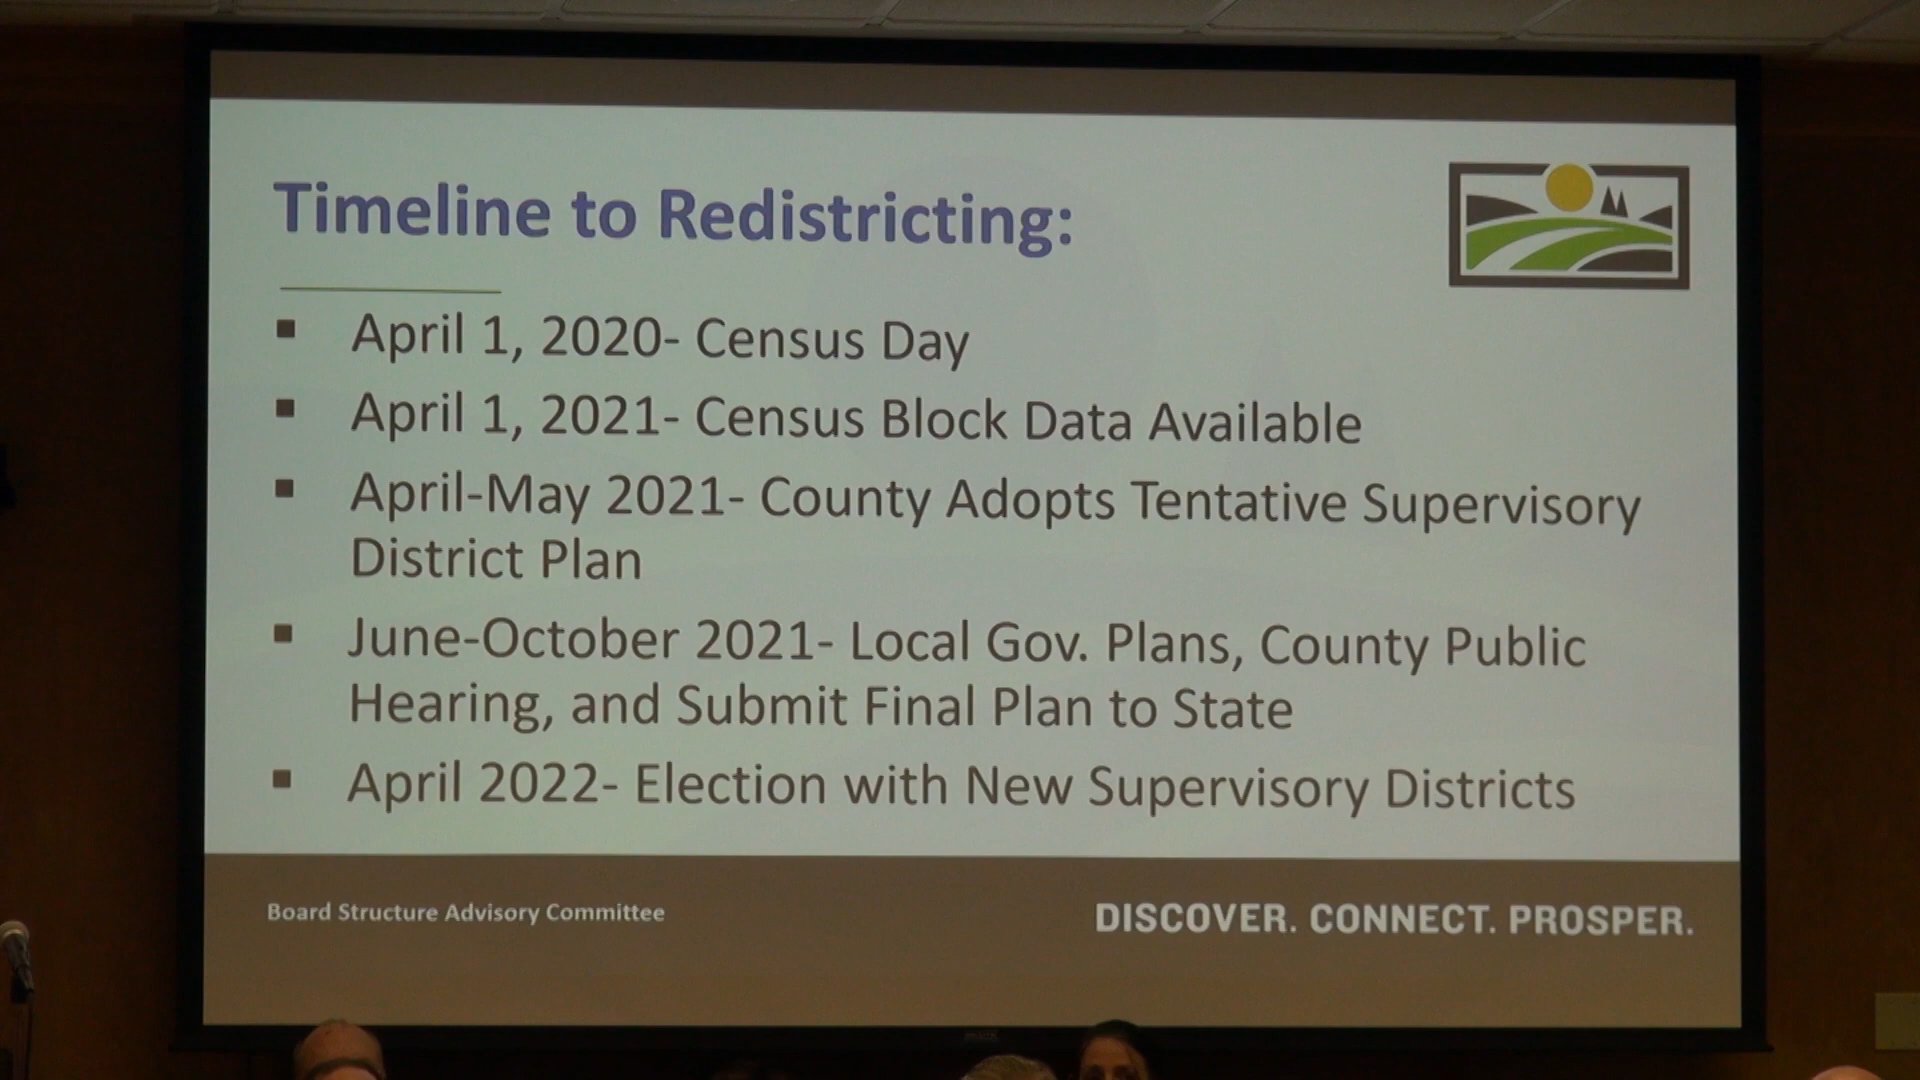 Timeline to Redistricting:
▪ April 1, 2020- Census Day
▪ April 1, 2021- Census Block Data Available
▪ April-May 2021- County Adopts Tentative Supervisory
District Plan
▪ June-October 2021- Local Gov. Plans, County Public
Hearing, and Submit Final Plan to State
▪ April 2022- Election with New Supervisory Districts
Board Structure Advisory Committee
DISCOVER. CONNECT. PROSPER.